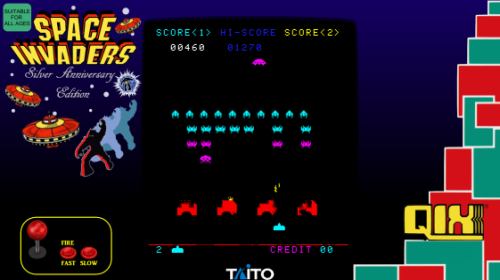 SUITABLE
FOR
ALL AGES
SPACE
INVADERS
Silver Anniversary
Edition
SCORE<1> HI-SCORE SCORE<2>
00460 01270
FIRE
FAST SLOW
2 CREDIT 00
TAITO
QIX